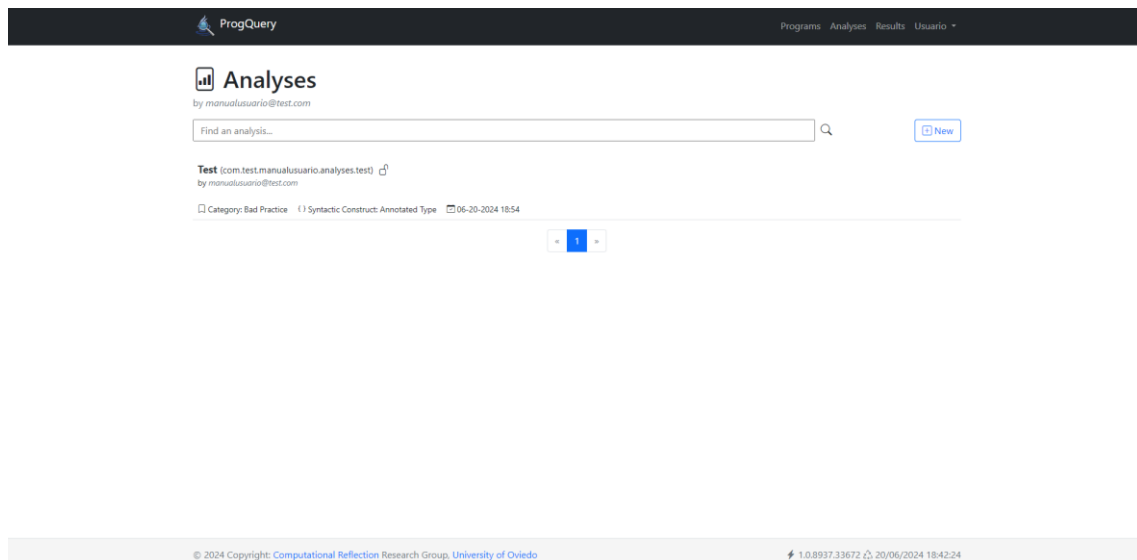 ProgQuery
Programs Analyses Results Usuario
Analyses
by manualusuario@test.com
Find an analysis...
New
Test (com.test.manualusuario.analyses.test)
by manualusuario@test.com
Category: Bad Practice {} Syntactic Construct: Annotated Type 06-20-2024 18:54
« 1 »
© 2024 Copyright: Computational Reflection Research Group, University of Oviedo
1.0.8937.33672 20/06/2024 18:42:24